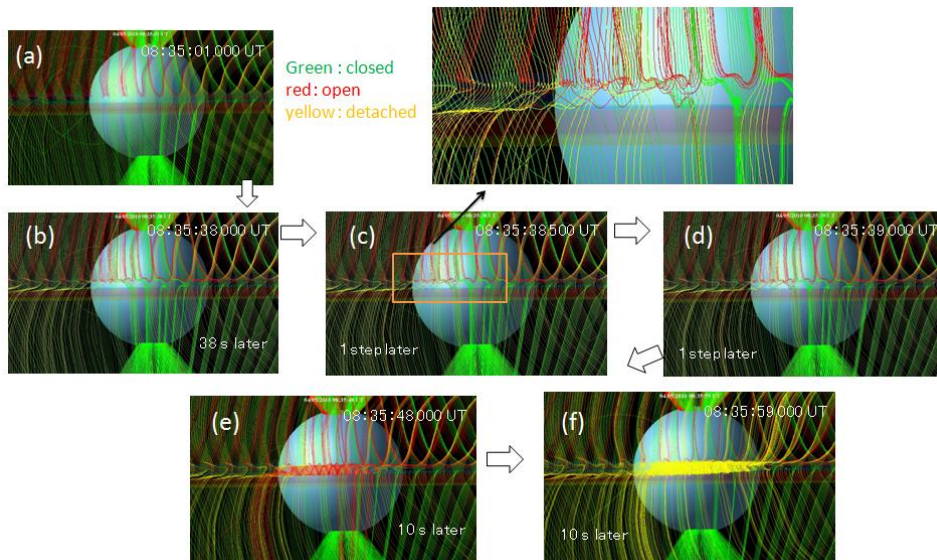 (a)
08:35:01.000 UT
Green : closed
red: open
yellow : detached
(b)
08:35:38.000 UT
38 s later
(c)
08:35:38.500 UT
1 step later
(d)
08:35:39.000 UT
1 step later
(e)
08:35:48.000 UT
10 s later
(f)
08:35:59.000 UT
10 s later